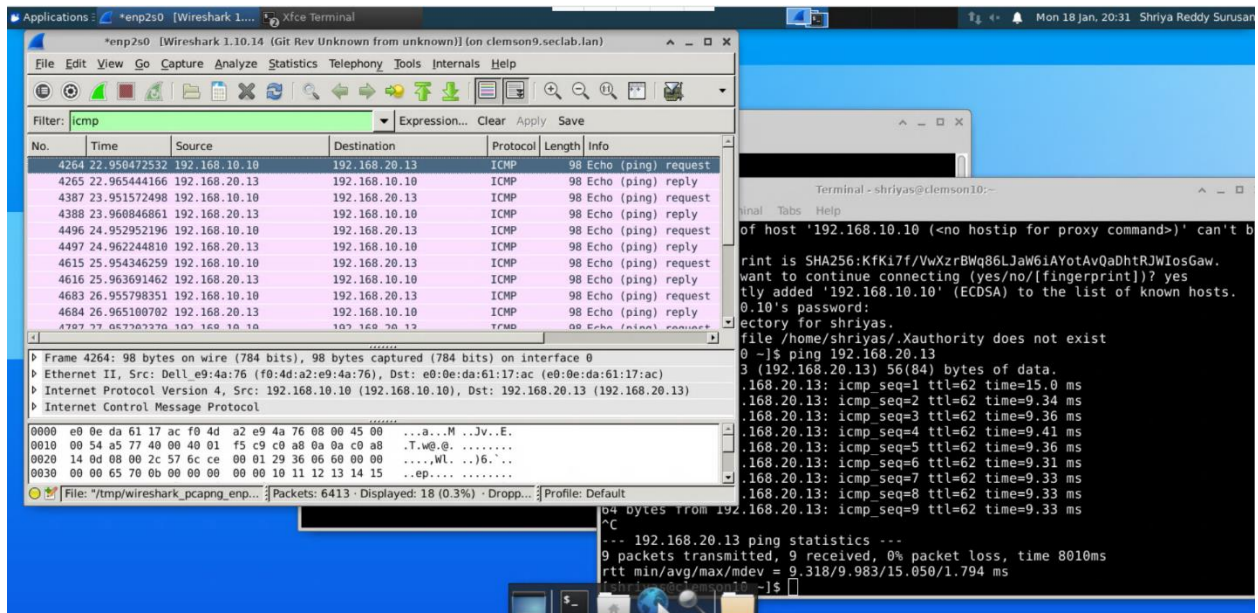 Applications : *enp2s0 [Wireshark 1.... Xfce Terminal Mon 18 Jan, 20:31 Shriya Reddy Surusan
*enp2s0 [Wireshark 1.10.14 (Git Rev Unknown from unknown)] (on clemson9.seclab.lan)
File Edit View Go Capture Analyze Statistics Telephony Tools Internals Help
Filter: icmp Expression... Clear Apply Save
No. Time Source Destination Protocol Length Info
4264 22.950472532 192.168.10.10 192.168.20.13 ICMP 98 Echo (ping) request
4265 22.965444166 192.168.20.13 192.168.10.10 ICMP 98 Echo (ping) reply
4387 23.951572498 192.168.10.10 192.168.20.13 ICMP 98 Echo (ping) request
4388 23.960846861 192.168.20.13 192.168.10.10 ICMP 98 Echo (ping) reply
4496 24.952952196 192.168.10.10 192.168.20.13 ICMP 98 Echo (ping) request
4497 24.962244810 192.168.20.13 192.168.10.10 ICMP 98 Echo (ping) reply
4615 25.954346259 192.168.10.10 192.168.20.13 ICMP 98 Echo (ping) request
4616 25.963691462 192.168.20.13 192.168.10.10 ICMP 98 Echo (ping) reply
4683 26.955798351 192.168.10.10 192.168.20.13 ICMP 98 Echo (ping) request
4684 26.965100702 192.168.20.13 192.168.10.10 ICMP 98 Echo (ping) reply
4787 27.957202379 192.168.10.10 192.168.20.13 ICMP 98 Echo (ping) request
Frame 4264: 98 bytes on wire (784 bits), 98 bytes captured (784 bits) on interface 0
Ethernet II, Src: Dell_e9:4a:76 (f0:4d:a2:e9:4a:76), Dst: e0:0e:da:61:17:ac (e0:0e:da:61:17:ac)
Internet Protocol Version 4, Src: 192.168.10.10 (192.168.10.10), Dst: 192.168.20.13 (192.168.20.13)
Internet Control Message Protocol
0000 e0 0e da 61 17 ac f0 4d a2 e9 4a 76 08 00 45 00 ...a...M ..Jv..E.
0010 00 54 a5 77 40 00 40 01 f5 c9 c0 a8 0a 0a c0 a8 .T.w@.@. ........
0020 14 0d 08 00 2c 57 6c ce 00 01 29 36 06 60 00 00 ....,Wl. ..)6.`..
0030 00 00 65 70 0b 00 00 00 00 00 10 11 12 13 14 15 ..ep.... ........
File: "/tmp/wireshark_pcapng_enp... Packets: 6413 · Displayed: 18 (0.3%) · Dropp... Profile: Default
Terminal - shriyas@clemson10:~
inal Tabs Help
of host '192.168.10.10 (<no hostip for proxy command>)' can't b
rint is SHA256:KfKi7f/VwXzrBWq86LJaW6iAYotAvQaDhtRJWIosGaw.
want to continue connecting (yes/no/[fingerprint])? yes
tly added '192.168.10.10' (ECDSA) to the list of known hosts.
0.10's password:
ectory for shriyas.
file /home/shriyas/.Xauthority does not exist
0 ~]$ ping 192.168.20.13
3 (192.168.20.13) 56(84) bytes of data.
.168.20.13: icmp_seq=1 ttl=62 time=15.0 ms
.168.20.13: icmp_seq=2 ttl=62 time=9.34 ms
.168.20.13: icmp_seq=3 ttl=62 time=9.36 ms
.168.20.13: icmp_seq=4 ttl=62 time=9.41 ms
.168.20.13: icmp_seq=5 ttl=62 time=9.36 ms
.168.20.13: icmp_seq=6 ttl=62 time=9.31 ms
.168.20.13: icmp_seq=7 ttl=62 time=9.33 ms
.168.20.13: icmp_seq=8 ttl=62 time=9.33 ms
64 bytes from 192.168.20.13: icmp_seq=9 ttl=62 time=9.33 ms
^C
--- 192.168.20.13 ping statistics ---
9 packets transmitted, 9 received, 0% packet loss, time 8010ms
rtt min/avg/max/mdev = 9.318/9.983/15.050/1.794 ms
[shriyas@clemson10 ~]$